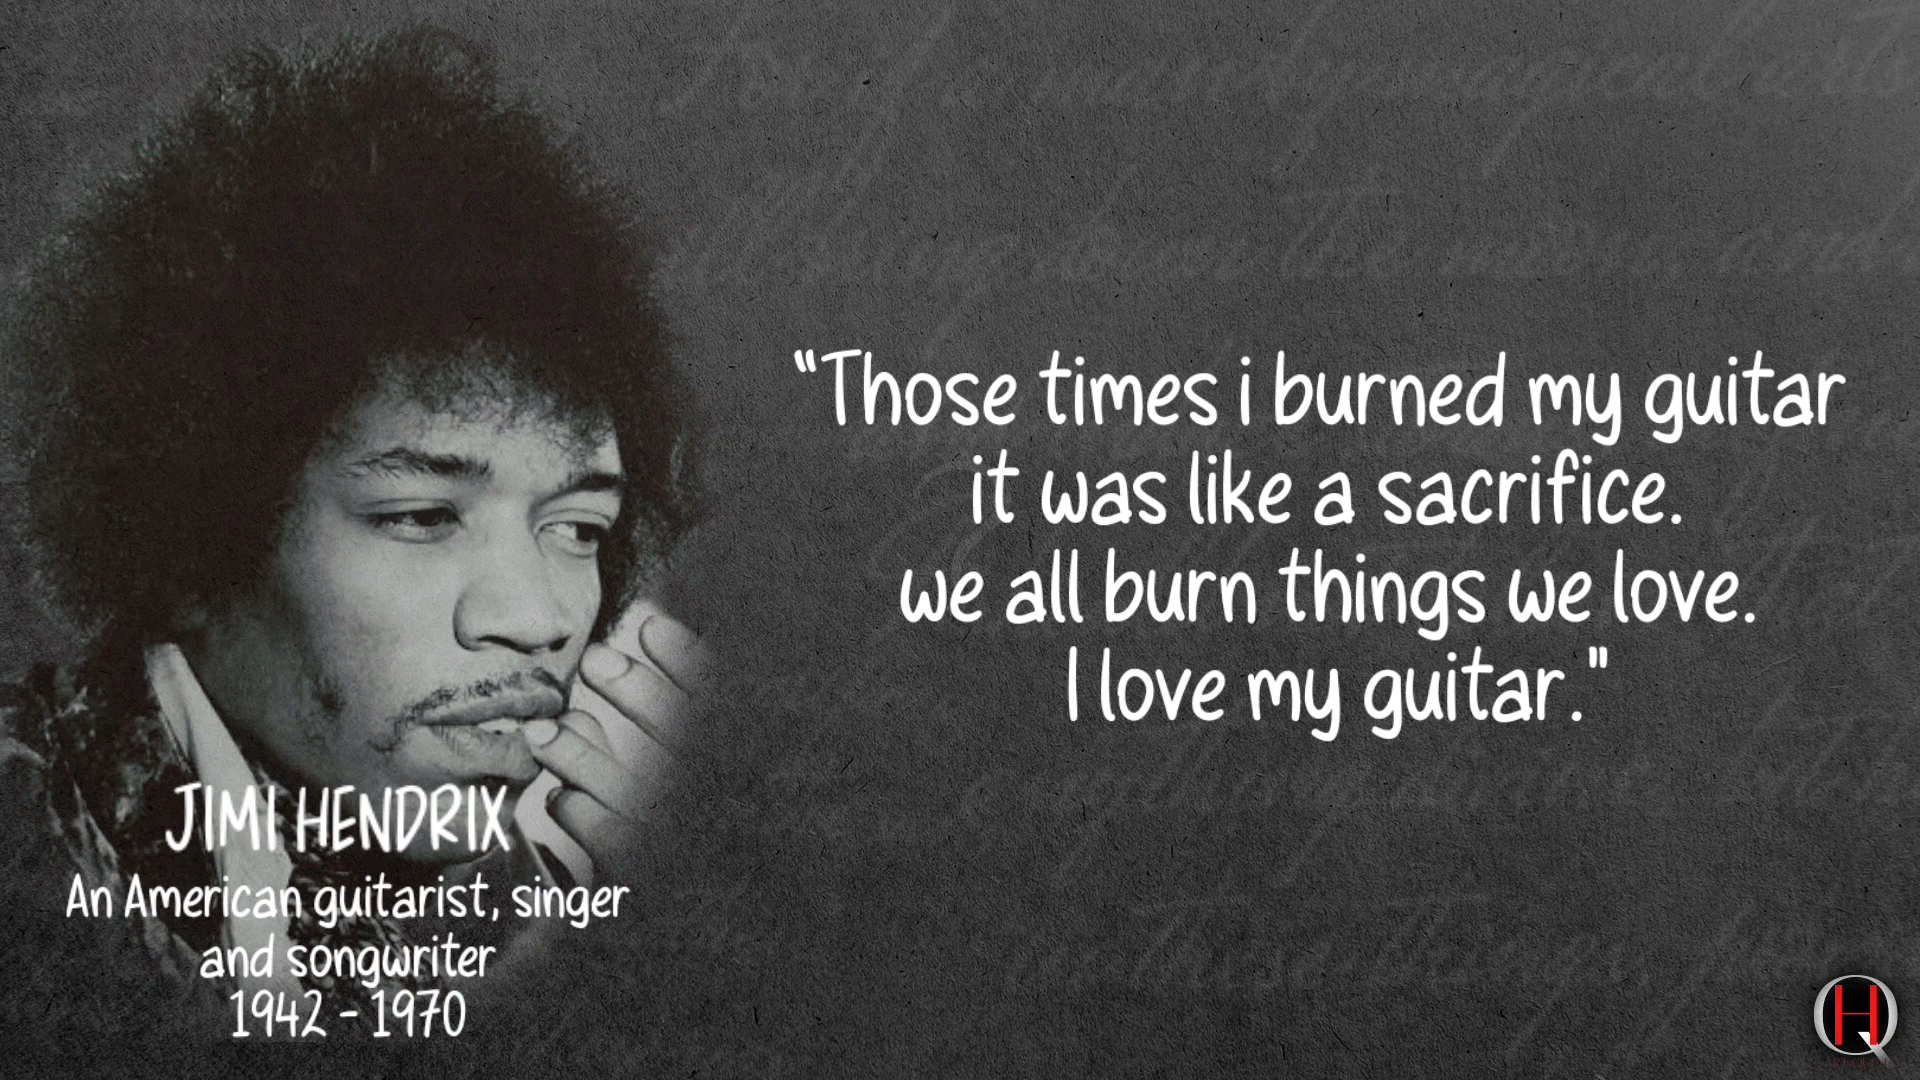 "Those times i burned my guitar
it was like a sacrifice.
we all burn things we love.
I love my guitar."
JIMI HENDRIX
An American guitarist, singer
and songwriter
1942 - 1970
HQ